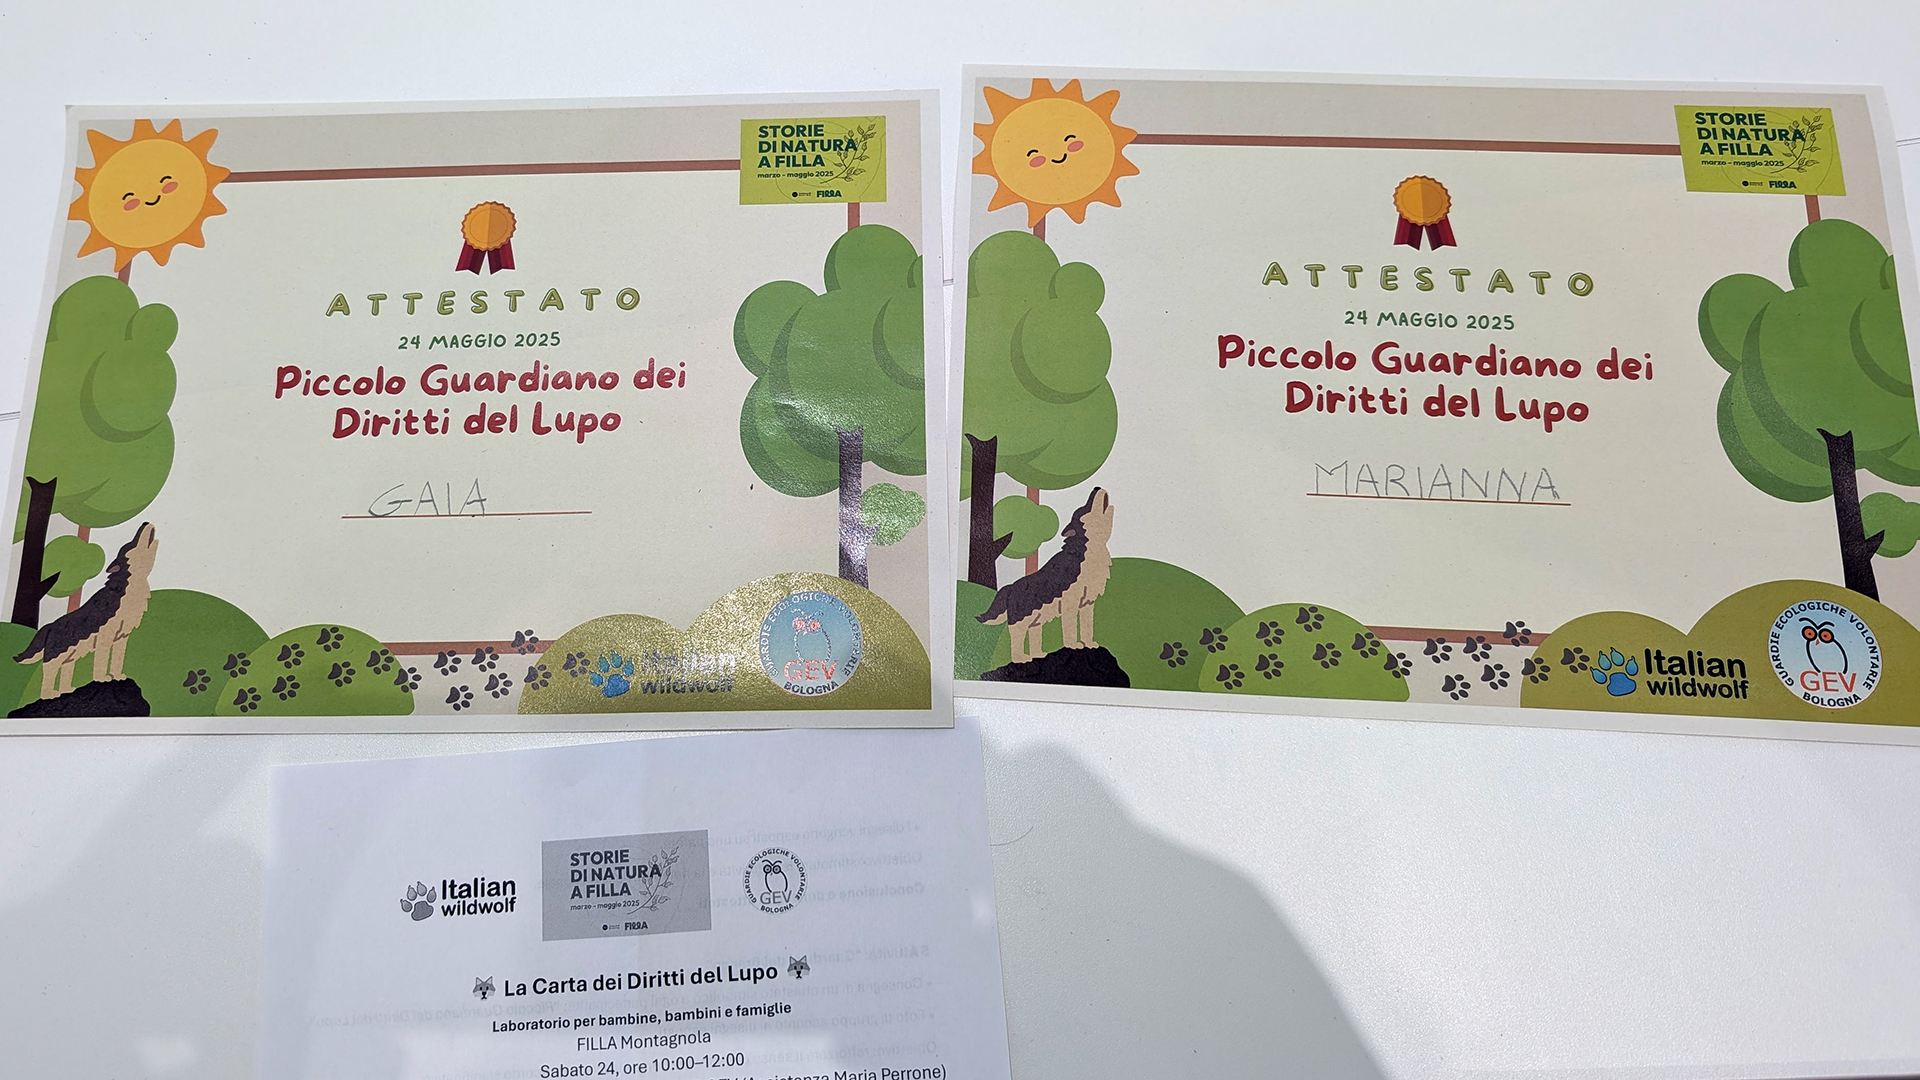 STORIE
DI NATURA
A FILLA
marzo - maggio 2025
FILLA
ATTESTATO
24 MAGGIO 2025
Piccolo Guardiano dei
Diritti del Lupo
GAIA
Italian
wildwolf
GUARDIE ECOLOGICHE VOLONTARIE
GEV
BOLOGNA
STORIE
DI NATURA
A FILLA
marzo - maggio 2025
FILLA
ATTESTATO
24 MAGGIO 2025
Piccolo Guardiano dei
Diritti del Lupo
MARIANNA
Italian
wildwolf
GUARDIE ECOLOGICHE VOLONTARIE
GEV
BOLOGNA
Italian
wildwolf
STORIE
DI NATURA
A FILLA
marzo - maggio 2025
FILLA
GUARDIE ECOLOGICHE VOLONTARIE
GEV
BOLOGNA
La Carta dei Diritti del Lupo
Laboratorio per bambine, bambini e famiglie
FILLA Montagnola
Sabato 24, ore 10:00–12:00
Maria Perrone)